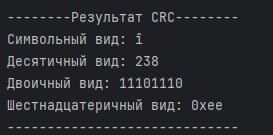 --------Результат CRC--------
Символьный вид: î
Десятичный вид: 238
Двоичный вид: 11101110
Шестнадцатеричный вид: 0xee
-----------------------------